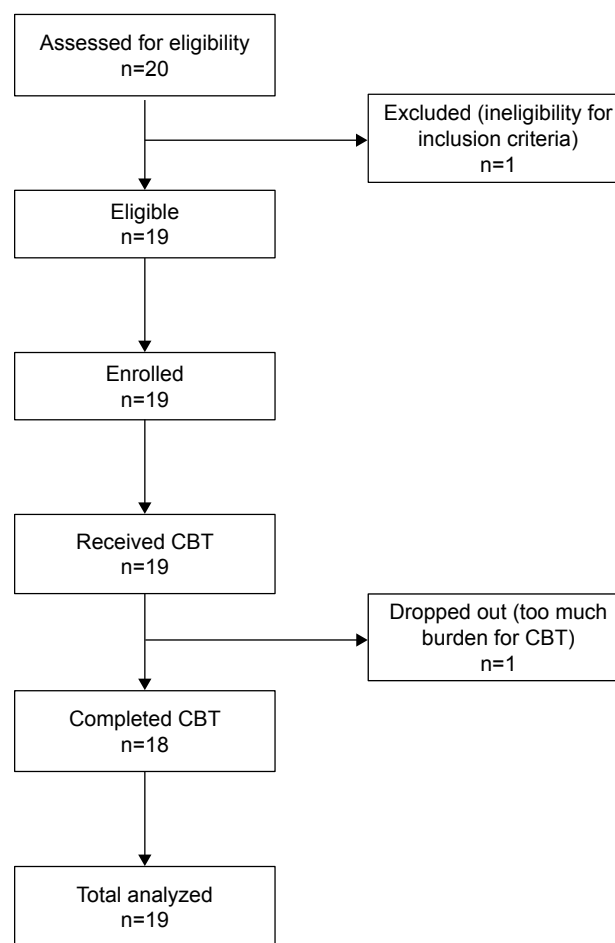 Assessed for eligibility
n=20
Excluded (ineligibility for
inclusion criteria)
n=1
Eligible
n=19
Enrolled
n=19
Received CBT
n=19
Dropped out (too much
burden for CBT)
n=1
Completed CBT
n=18
Total analyzed
n=19